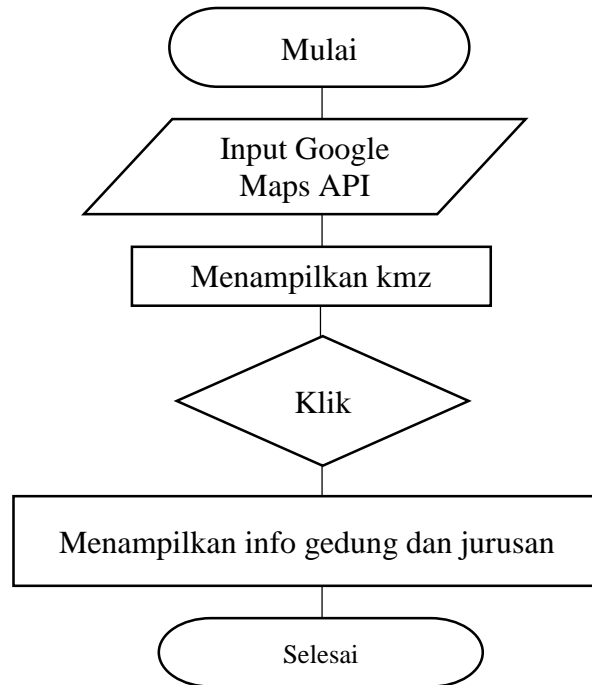 Mulai
Input Google
Maps API
Menampilkan kmz
Klik
Menampilkan info gedung dan jurusan
Selesai